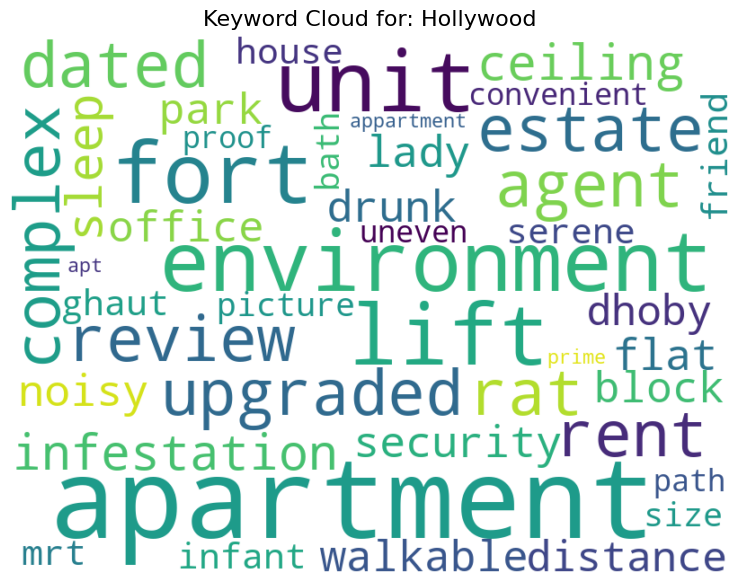 Keyword Cloud for: Hollywood
dated
house
unit
ceiling
convenient
park
proof
appartment
estate
friend
complex
sleep
fort
bath
lady
agent
office
drunk
uneven
serene
apt
environment
ghaut
picture
lift
dhoby
review
prime
flat
noisy
upgraded
rat
block
infestation
security
rent
apartment
path
size
mrt
infant
walkable
distance